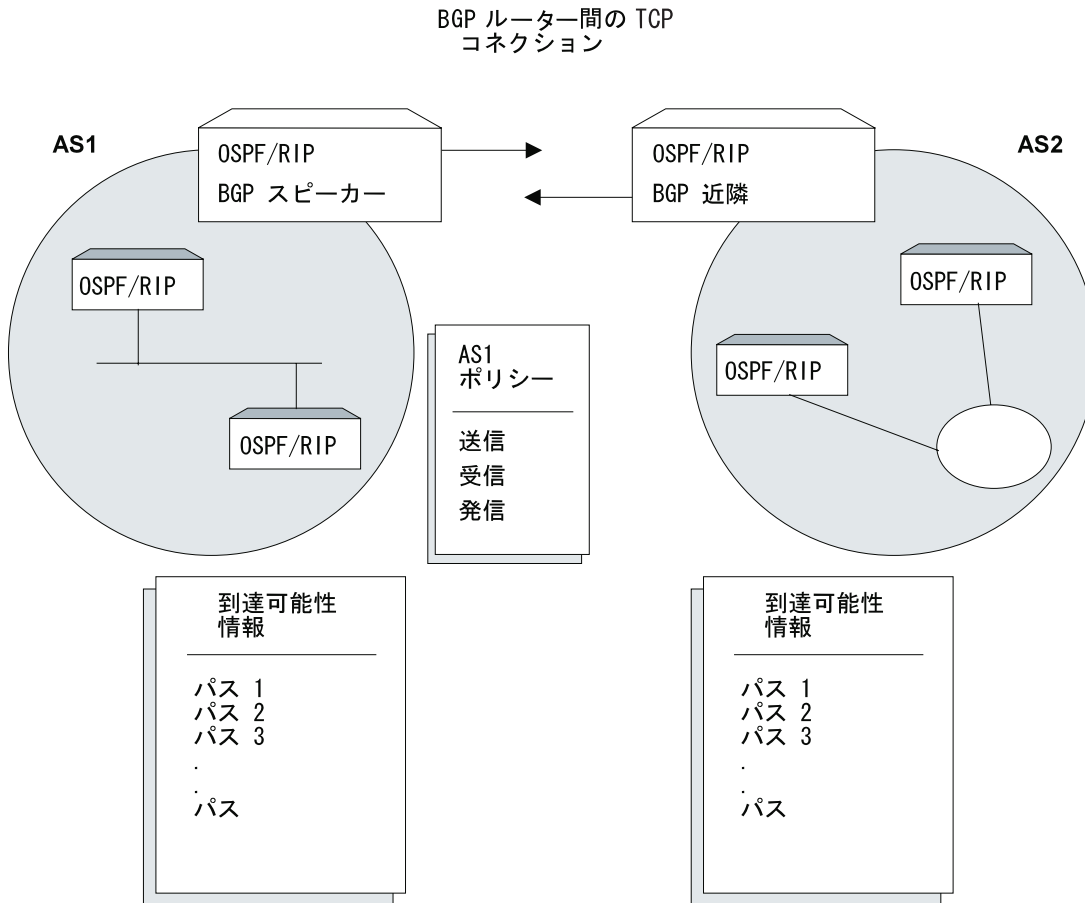 BGP ルーター間の TCP
コネクション
AS1
OSPF/RIP
BGP スピーカー
OSPF/RIP
BGP 近隣
AS2
OSPF/RIP
OSPF/RIP
AS1
ポリシー
送信
受信
発信
OSPF/RIP
OSPF/RIP
到達可能性
情報
パス 1
パス 2
パス 3
.
.
パス
到達可能性
情報
パス 1
パス 2
パス 3
.
.
パス